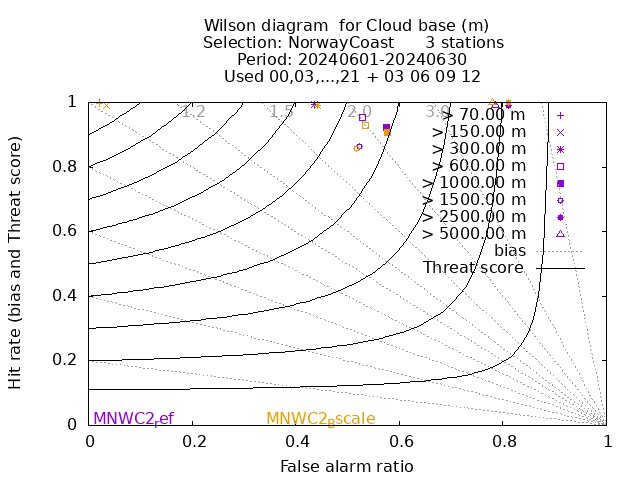 Wilson diagram  for Cloud base (m)
Selection: NorwayCoast      3 stations
Period: 20240601-20240630
Used 00,03,...,21 + 03 06 09 12
Hit rate (bias and Threat score)
1
0.8
0.6
0.4
0.2
0
1.2
1.5
2.0
3.0
> 70.00 m
> 150.00 m
> 300.00 m
> 600.00 m
> 1000.00 m
> 1500.00 m
> 2500.00 m
> 5000.00 m
bias
Threat score
MNWC2ref
MNWC2Bscale
0 0.2 0.4 0.6 0.8 1
False alarm ratio